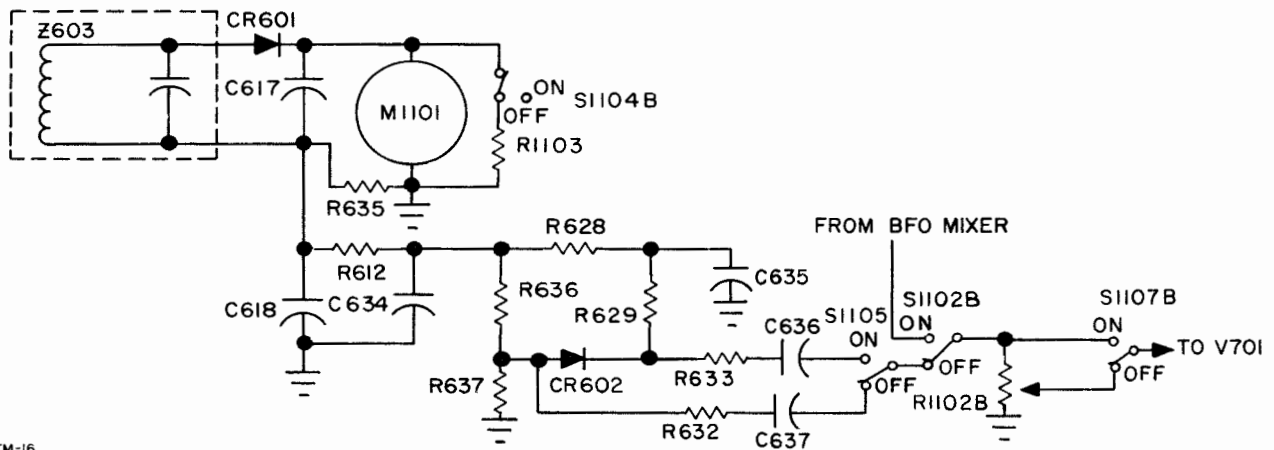 Z603
CR601
C617
M1101
ON
S1104B
OFF
R1103
R635
FROM BFO MIXER
R628
R612
C635
R636
C634
C618
R629
C636
S1105
ON
S1102B
ON
S1107B
ON
TO V701
OFF
OFF
OFF
R637
CR602
R633
R1102B
R632
C637